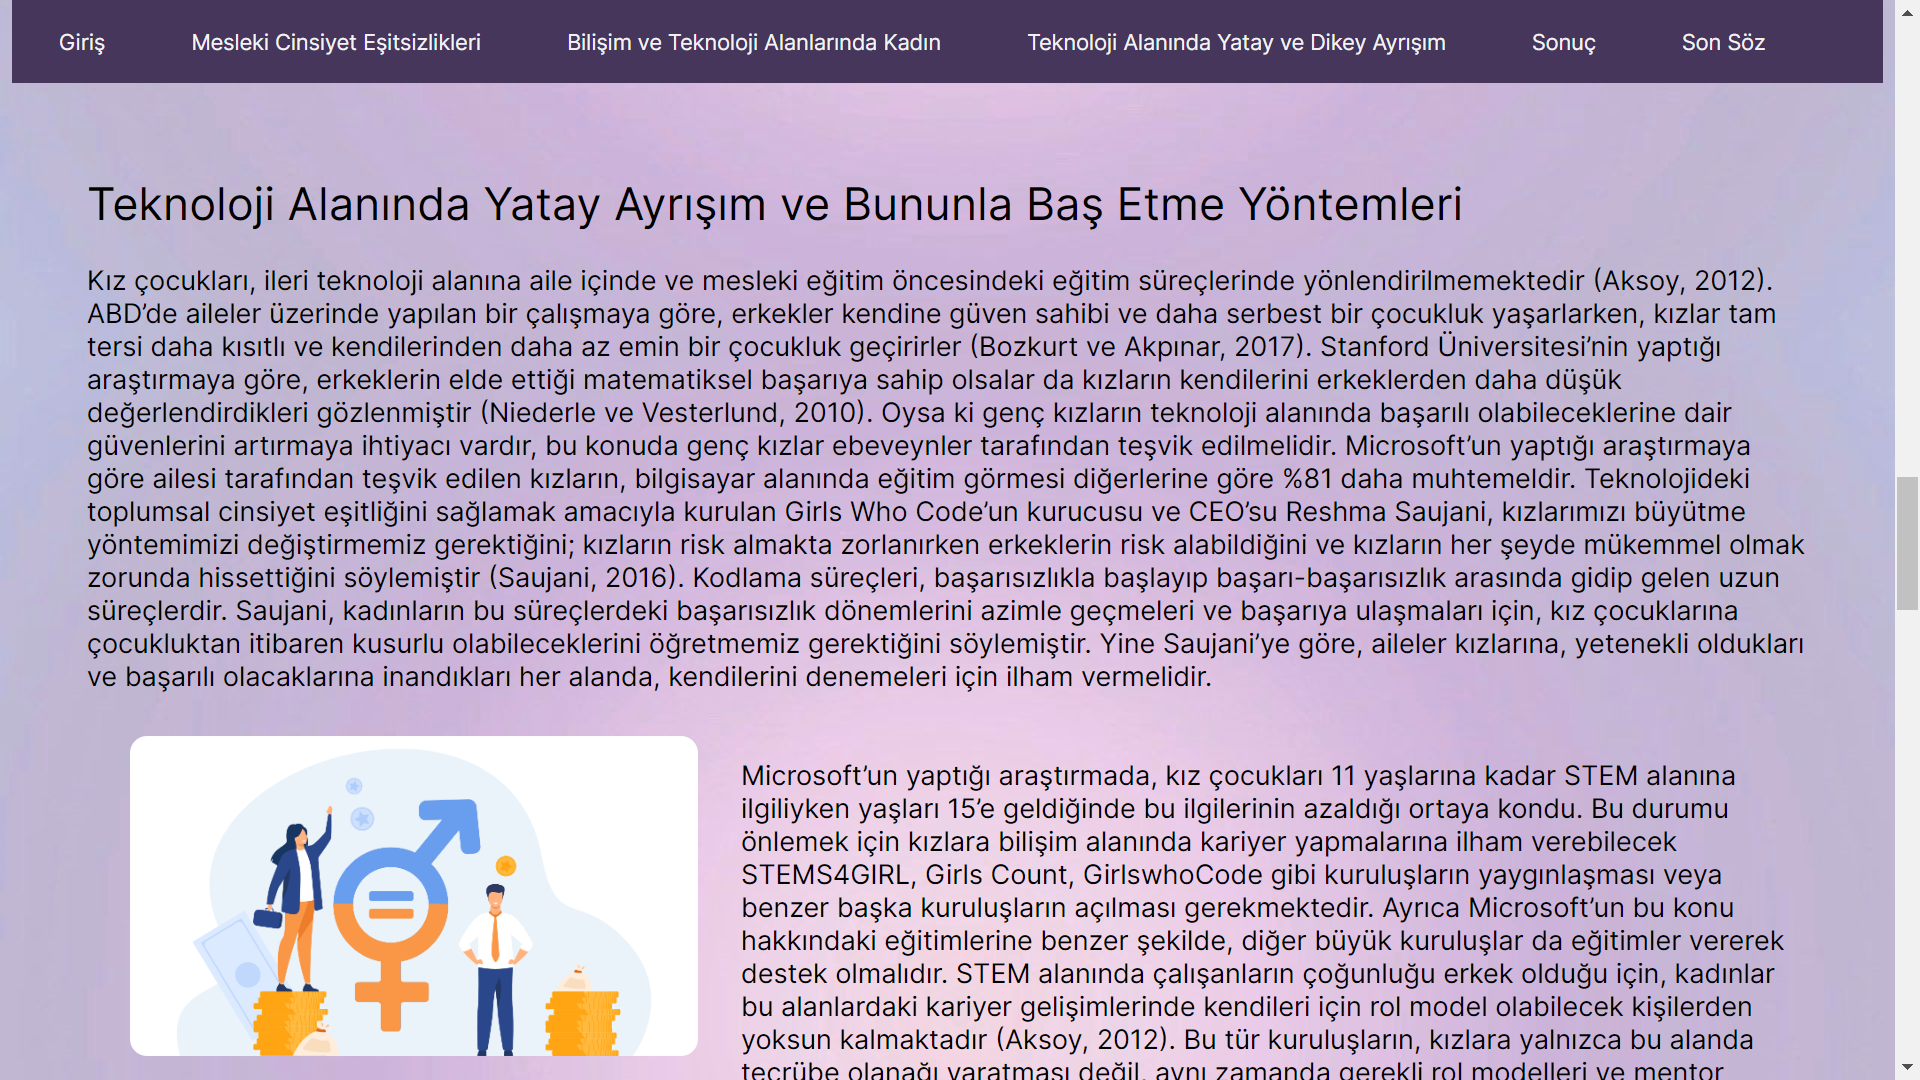 Giriş
Mesleki Cinsiyet Eşitsizlikleri
Bilişim ve Teknoloji Alanlarında Kadın
Teknoloji Alanında Yatay ve Dikey Ayrışım
Sonuç
Son Söz
Teknoloji Alanında Yatay Ayrışım ve Bununla Baş Etme Yöntemleri
Kız çocukları, ileri teknoloji alanına aile içinde ve mesleki eğitim öncesindeki eğitim süreçlerinde yönlendirilmemektedir (Aksoy, 2012).
ABD’de aileler üzerinde yapılan bir çalışmaya göre, erkekler kendine güven sahibi ve daha serbest bir çocukluk yaşarlarken, kızlar tam
tersi daha kısıtlı ve kendilerinden daha az emin bir çocukluk geçirirler (Bozkurt ve Akpınar, 2017). Stanford Üniversitesi’nin yaptığı
araştırmaya göre, erkeklerin elde ettiği matematiksel başarıya sahip olsalar da kızların kendilerini erkeklerden daha düşük
değerlendirdikleri gözlenmiştir (Niederle ve Vesterlund, 2010). Oysa ki genç kızların teknoloji alanında başarılı olabileceklerine dair
güvenlerini artırmaya ihtiyacı vardır, bu konuda genç kızlar ebeveynler tarafından teşvik edilmelidir. Microsoft’un yaptığı araştırmaya
göre ailesi tarafından teşvik edilen kızların, bilgisayar alanında eğitim görmesi diğerlerine göre %81 daha muhtemeldir. Teknolojideki
toplumsal cinsiyet eşitliğini sağlamak amacıyla kurulan Girls Who Code’un kurucusu ve CEO’su Reshma Saujani, kızlarımızı büyütme
yöntemimizi değiştirmemiz gerektiğini; kızların risk almakta zorlanırken erkeklerin risk alabildiğini ve kızların her şeyde mükemmel olmak
zorunda hissettiğini söylemiştir (Saujani, 2016). Kodlama süreçleri, başarısızlıkla başlayıp başarı-başarısızlık arasında gidip gelen uzun
süreçlerdir. Saujani, kadınların bu süreçlerdeki başarısızlık dönemlerini azimle geçmeleri ve başarıya ulaşmaları için, kız çocuklarına
çocukluktan itibaren kusurlu olabileceklerini öğretmemiz gerektiğini söylemiştir. Yine Saujani’ye göre, aileler kızlarına, yetenekli oldukları
ve başarılı olacaklarına inandıkları her alanda, kendilerini denemeleri için ilham vermelidir.
Microsoft’un yaptığı araştırmada, kız çocukları 11 yaşlarına kadar STEM alanına
ilgiliyken yaşları 15’e geldiğinde bu ilgilerinin azaldığı ortaya kondu. Bu durumu
önlemek için kızlara bilişim alanında kariyer yapmalarına ilham verebilecek
STEMS4GIRL, Girls Count, GirlswhoCode gibi kuruluşların yaygınlaşması veya
benzer başka kuruluşların açılması gerekmektedir. Ayrıca Microsoft’un bu konu
hakkındaki eğitimlerine benzer şekilde, diğer büyük kuruluşlar da eğitimler vererek
destek olmalıdır. STEM alanında çalışanların çoğunluğu erkek olduğu için, kadınlar
bu alanlardaki kariyer gelişimlerinde kendileri için rol model olabilecek kişilerden
yoksun kalmaktadır (Aksoy, 2012). Bu tür kuruluşların, kızlara yalnızca bu alanda
tecrübe olanağı yaratması değil, aynı zamanda gerekli rol modelleri ve mentor